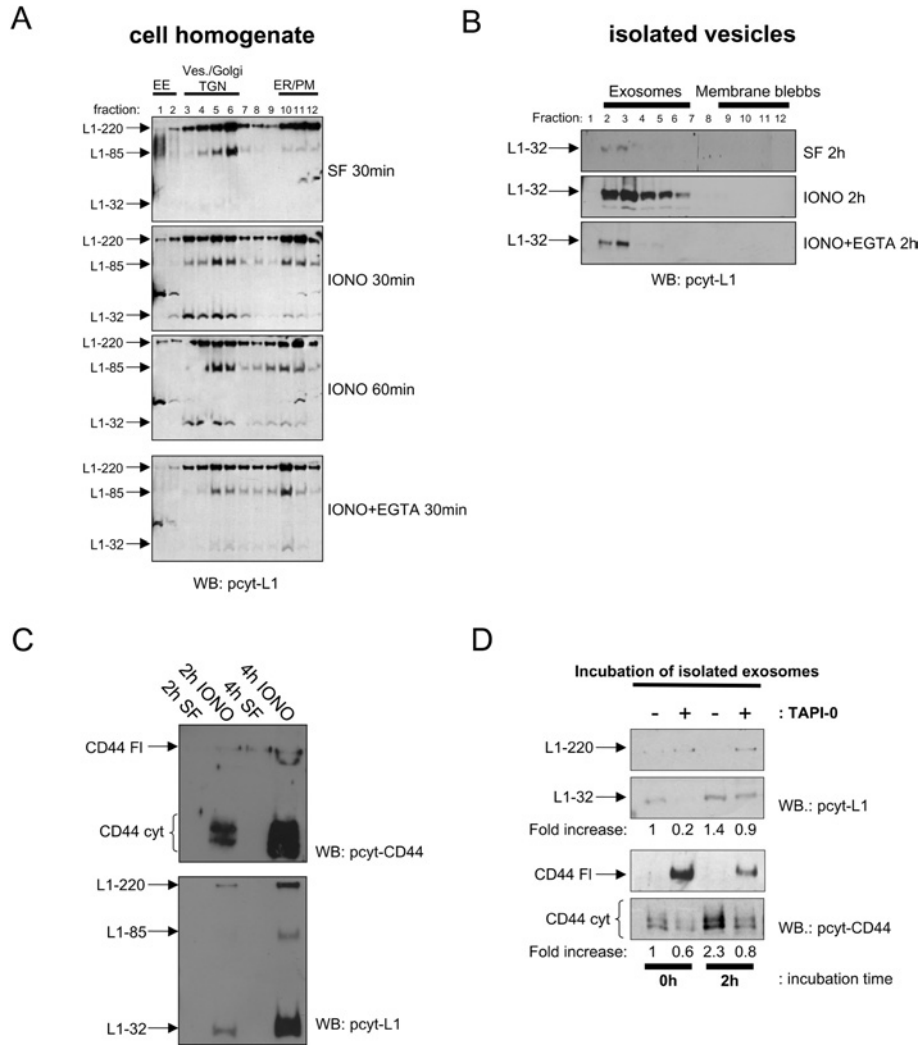 A
cell homogenate
EE
Ves./Golgi
TGN
ER/PM
fraction: 1 2 3 4 5 6 7 8 9 10 11 12
L1-220
L1-85
L1-32
SF 30min
L1-220
L1-85
L1-32
IONO 30min
L1-220
L1-85
L1-32
IONO 60min
L1-220
L1-85
L1-32
IONO+EGTA 30min
WB: pcyt-L1
B
isolated vesicles
Exosomes
Membrane blebbs
Fraction: 1 2 3 4 5 6 7 8 9 10 11 12
L1-32
SF 2h
L1-32
IONO 2h
L1-32
IONO+EGTA 2h
WB: pcyt-L1
C
2h SF
2h IONO
4h SF
4h IONO
CD44 Fl
CD44 cyt
WB: pcyt-CD44
L1-220
L1-85
L1-32
WB: pcyt-L1
D
Incubation of isolated exosomes
- + - + : TAPI-0
L1-220
L1-32
WB.: pcyt-L1
Fold increase: 1 0.2 1.4 0.9
CD44 Fl
CD44 cyt
WB.: pcyt-CD44
Fold increase: 1 0.6 2.3 0.8
0h 2h : incubation time